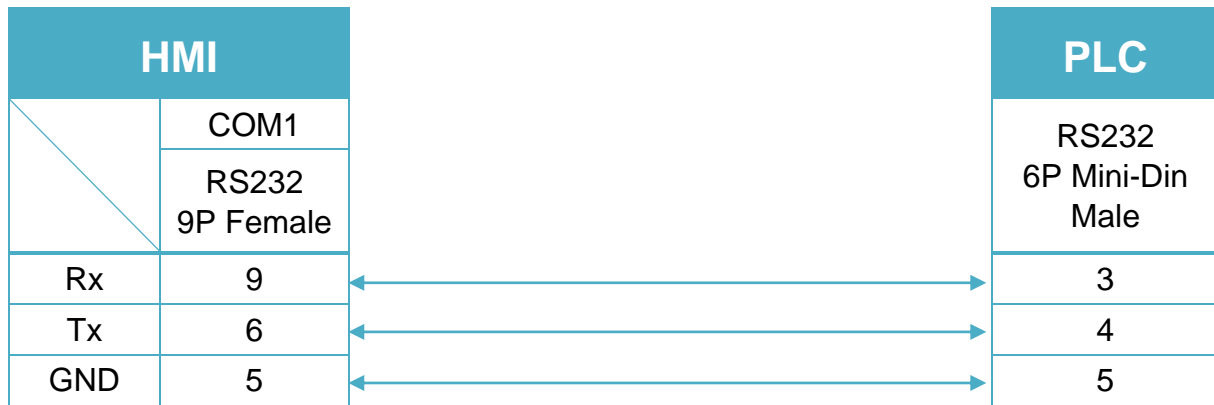 HMI PLC
COM1
RS232
9P Female
RS232
6P Mini-Din
Male
Rx 9 3
Tx 6 4
GND 5 5